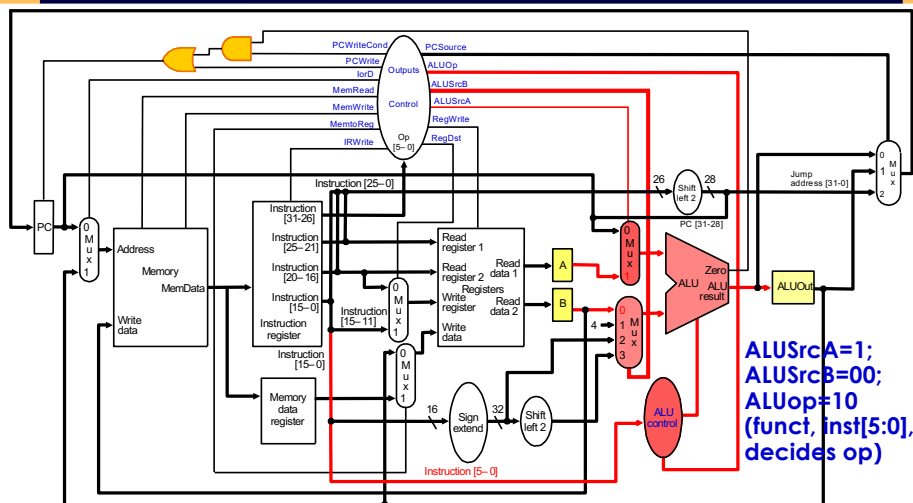 PCWriteCond
PCWrite
IorD
MemRead
MemWrite
MemtoReg
IRWrite
Outputs
Control
Op
[5–0]
PCSource
ALUOp
ALUSrcB
ALUSrcA
RegWrite
RegDst
Instruction [25–0]
26
28
Shift
left 2
Jump
address [31-0]
PC [31-28]
0
1
2
M
u
x
PC
0
M
u
x
1
Address
Memory
MemData
Write
data
Instruction
[31-26]
Instruction
[25–21]
Instruction
[20–16]
Instruction
[15–0]
Instruction
register
Instruction
[15–11]
Instruction
[15–0]
0
M
u
x
1
0
M
u
x
1
Memory
data
register
Read
register 1
Read
register 2
Registers
Write
register
Write
data
Read
data 1
Read
data 2
A
B
0
M
u
x
1
4
0
1
2
3
M
u
x
Zero
ALU
ALU
result
ALUOut
16
Sign
extend
32
Shift
left 2
ALU
control
Instruction [5–0]
ALUSrcA=1;
ALUSrcB=00;
ALUop=10
(funct, inst[5:0],
decides op)